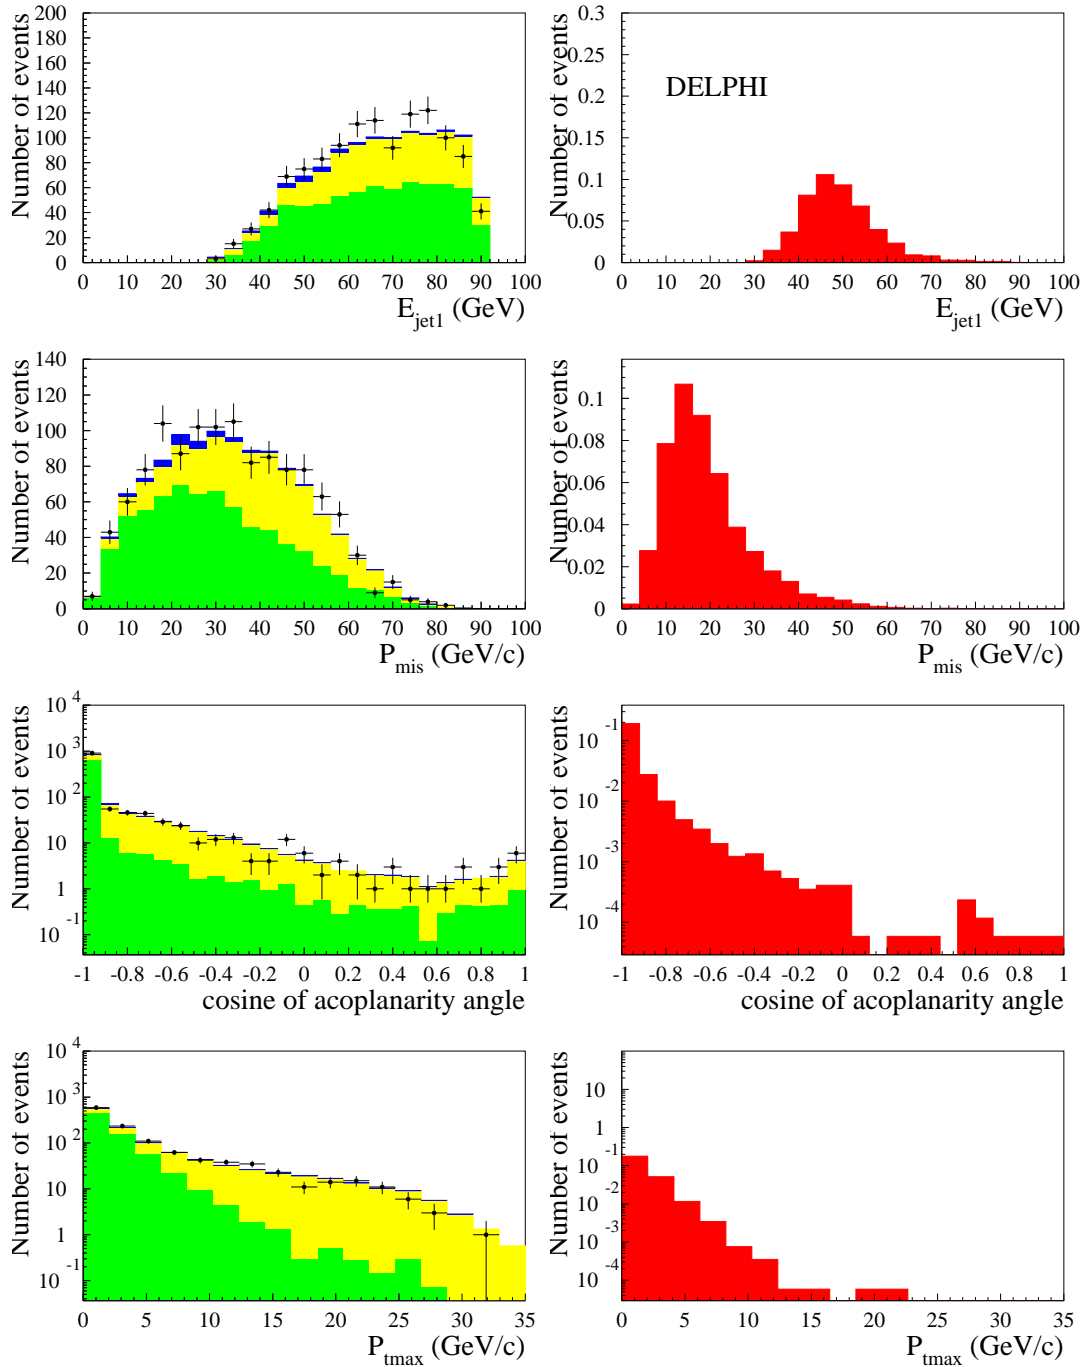 Number of events
200
180
160
140
120
100
80
60
40
20
0
0 10 20 30 40 50 60 70 80 90 100
E_jet1 (GeV)
Number of events
0.3
0.25
0.2
0.15
0.1
0.05
0
DELPHI
0 10 20 30 40 50 60 70 80 90 100
E_jet1 (GeV)
Number of events
140
120
100
80
60
40
20
0
0 10 20 30 40 50 60 70 80 90 100
P_mis (GeV/c)
Number of events
0.1
0.08
0.06
0.04
0.02
0
0 10 20 30 40 50 60 70 80 90 100
P_mis (GeV/c)
Number of events
10^4
10^3
10^2
10
1
10^-1
-1 -0.8 -0.6 -0.4 -0.2 0 0.2 0.4 0.6 0.8 1
cosine of acoplanarity angle
Number of events
10^-1
10^-2
10^-3
10^-4
-1 -0.8 -0.6 -0.4 -0.2 0 0.2 0.4 0.6 0.8 1
cosine of acoplanarity angle
Number of events
10^4
10^3
10^2
10
1
10^-1
0 5 10 15 20 25 30 35
P_tmax (GeV/c)
Number of events
10
1
10^-1
10^-2
10^-3
10^-4
0 5 10 15 20 25 30 35
P_tmax (GeV/c)